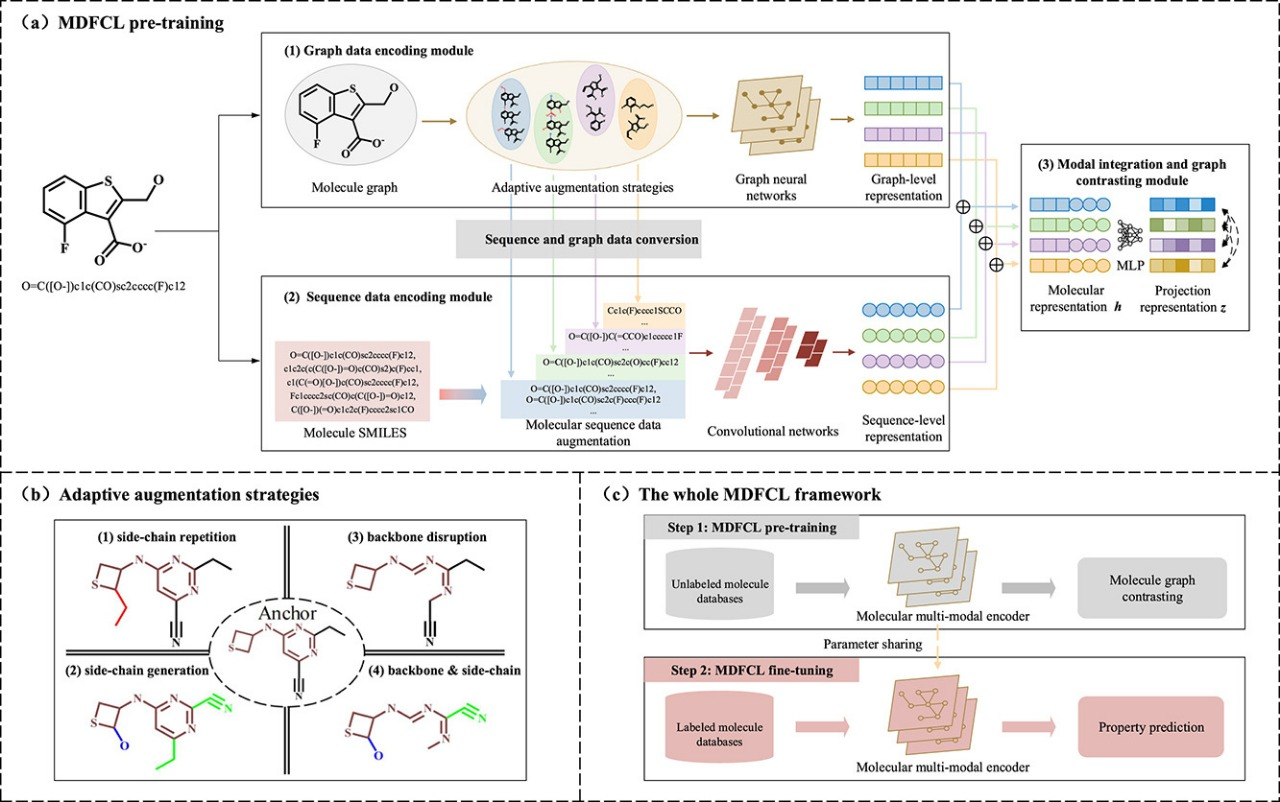 (a) MDFCL pre-training
(1) Graph data encoding module
S
O
F
O
O-
Molecule graph
Adaptive augmentation strategies
Graph neural
networks
Graph-level
representation
S
O
F
O
O-
O=C([O-])c1c(CO)sc2cccc(F)c12
Sequence and graph data conversion
(2) Sequence data encoding module
O=C([O-])c1c(CO)sc2cccc(F)c12,
c1c2c(c(C([O-])=O)c(CO)s2)c(F)cc1,
c1(C(=O)[O-])c(CO)sc2cccc(F)c12,
Fc1cccc2sc(CO)c(C([O-])=O)c12,
C([O-])(=O)c1c2c(F)cccc2sc1CO
Molecule SMILES
Cc1c(F)cccc1SCCO
...
O=C([O-])C(=CCO)c1ccccc1F
...
O=C([O-])c1c(CO)sc2c(O)cc(F)cc12
...
O=C([O-])c1c(CO)sc2cccc(F)c12,
O=C([O-])c1c(CO)sc2c(F)ccc(F)c12
...
Molecular sequence data
augmentation
Convolutional networks
Sequence-level
representation
(3) Modal integration and graph
contrasting module
MLP
Molecular
representation h
Projection
representation z
(b) Adaptive augmentation strategies
(1) side-chain repetition
N
N
N
S
N
(3) backbone disruption
N
N
N
S
N
Anchor
N
N
N
S
N
(2) side-chain generation
N
N
N
N
S
O
(4) backbone & side-chain
N
N
N
N
S
O
(c) The whole MDFCL framework
Step 1: MDFCL pre-training
Unlabeled molecule
databases
Molecular multi-modal encoder
Molecule graph
contrasting
Parameter sharing
Step 2: MDFCL fine-tuning
Labeled molecule
databases
Molecular multi-modal encoder
Property prediction